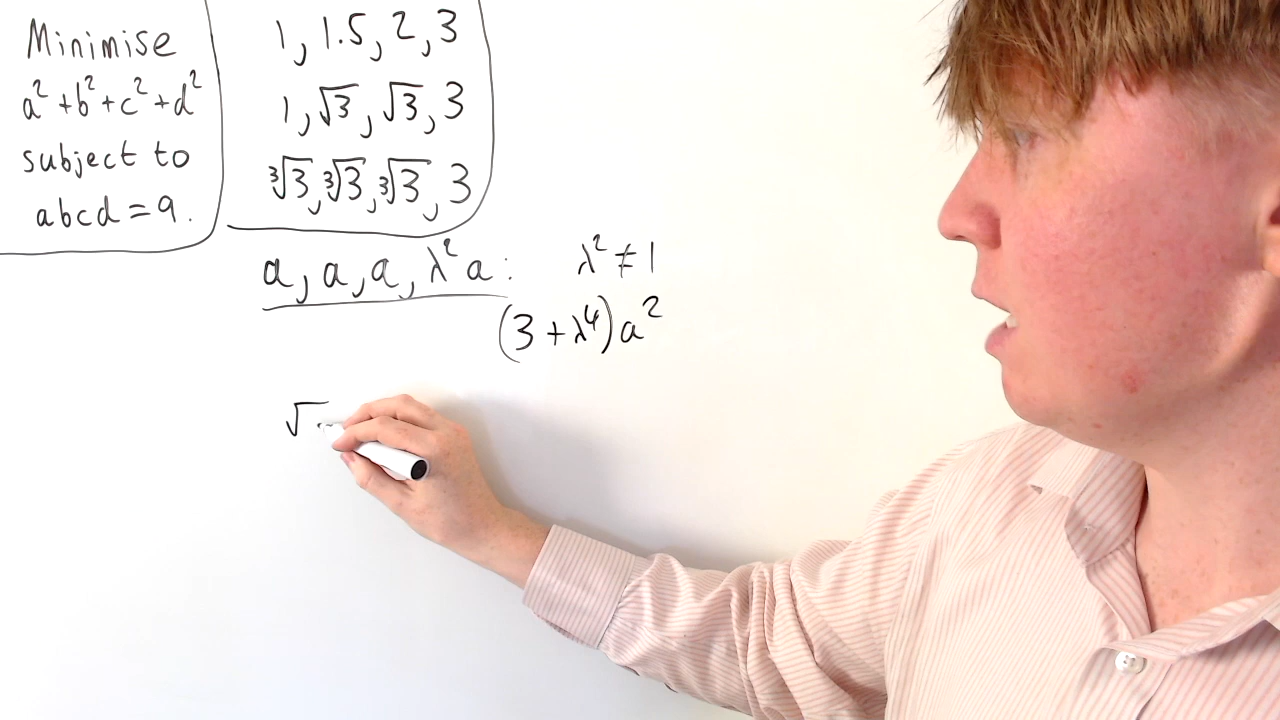 Minimise
a²+b²+c²+d²
subject to
abcd=9.
1, 1.5, 2, 3
1, √3, √3, 3
∛3, ∛3, ∛3, 3
a, a, a, λ²a: λ²≠1
(3+λ⁴)a²
√